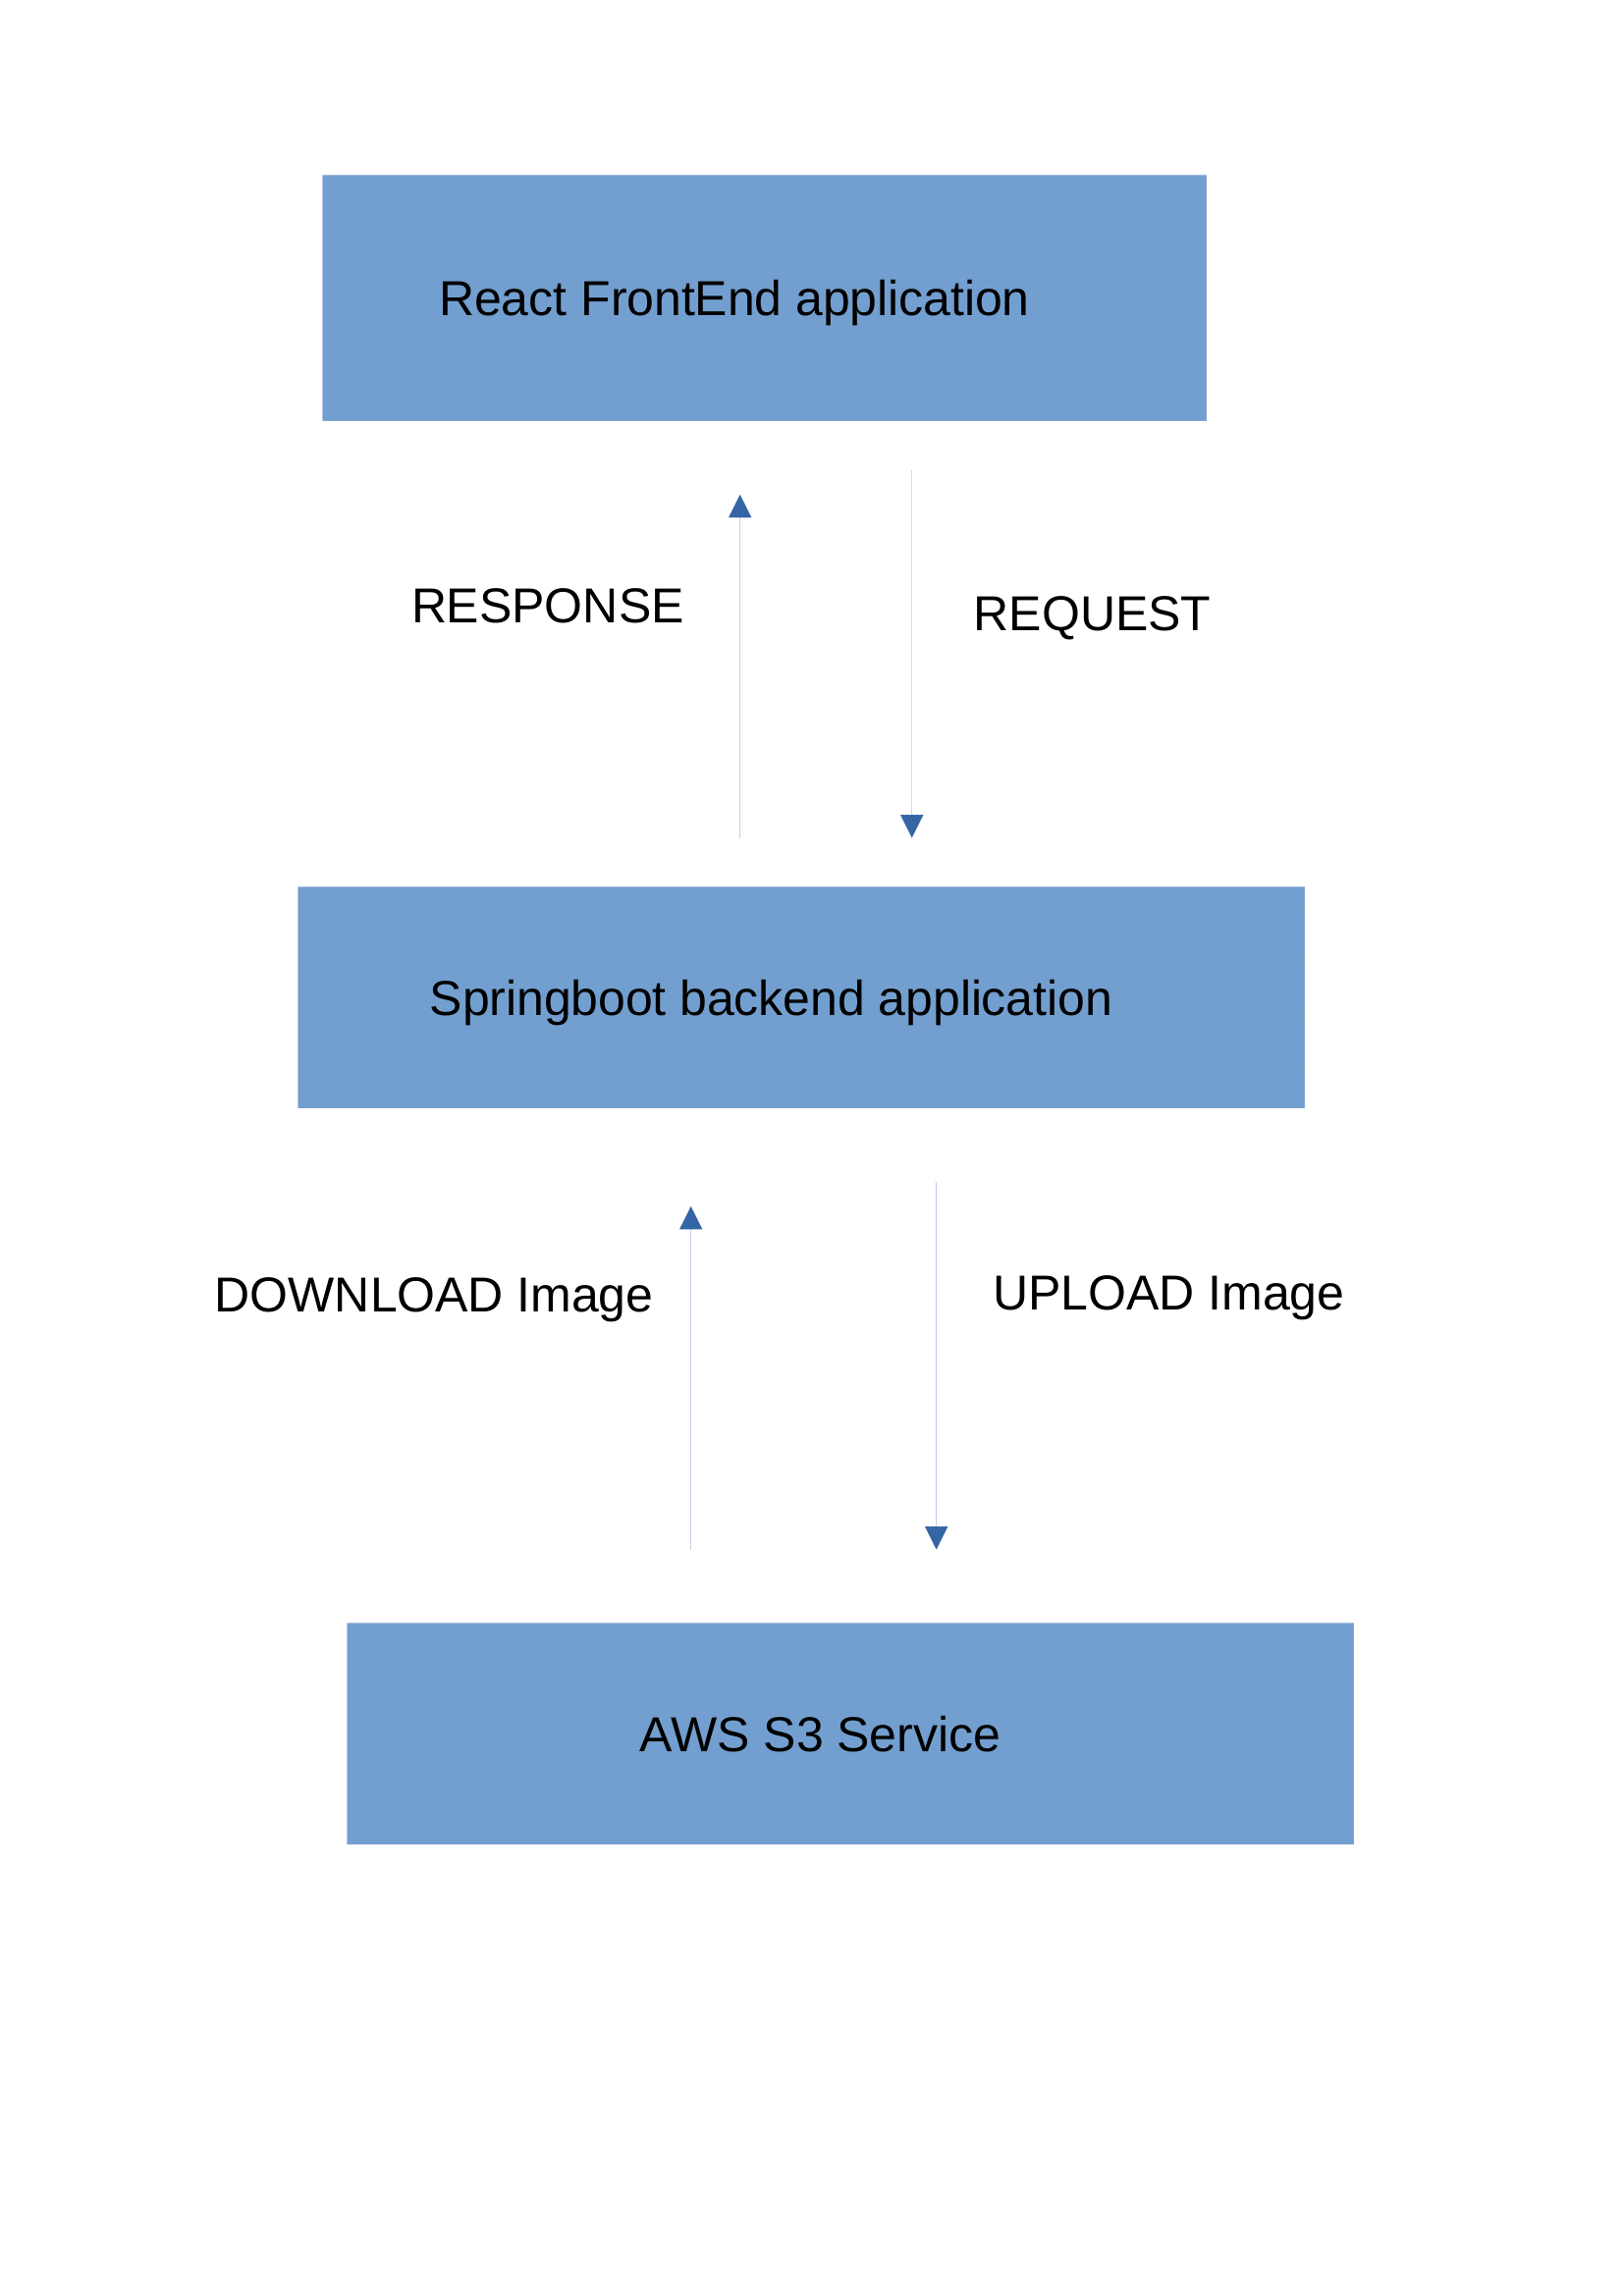 React FrontEnd application
RESPONSE
REQUEST
Springboot backend application
DOWNLOAD Image
UPLOAD Image
AWS S3 Service